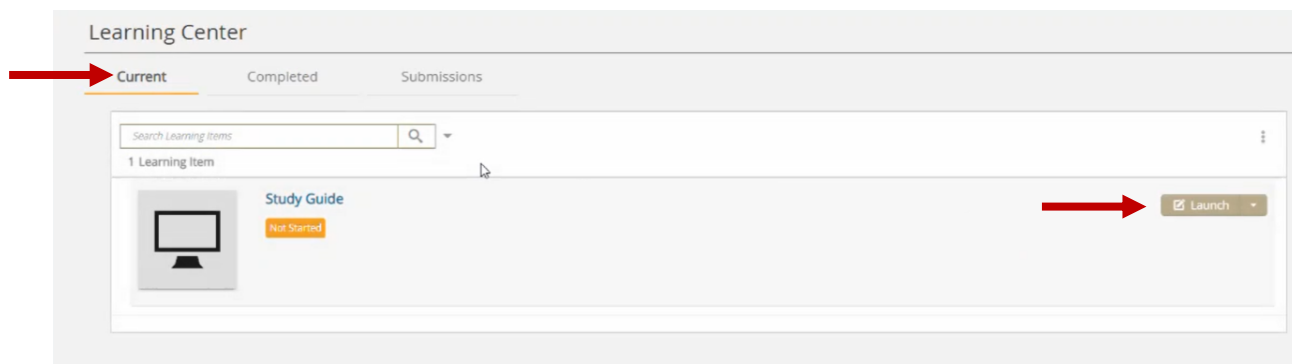 Learning Center
Current Completed Submissions
Search Learning Items
1 Learning Item
Study Guide
Launch
Not Started